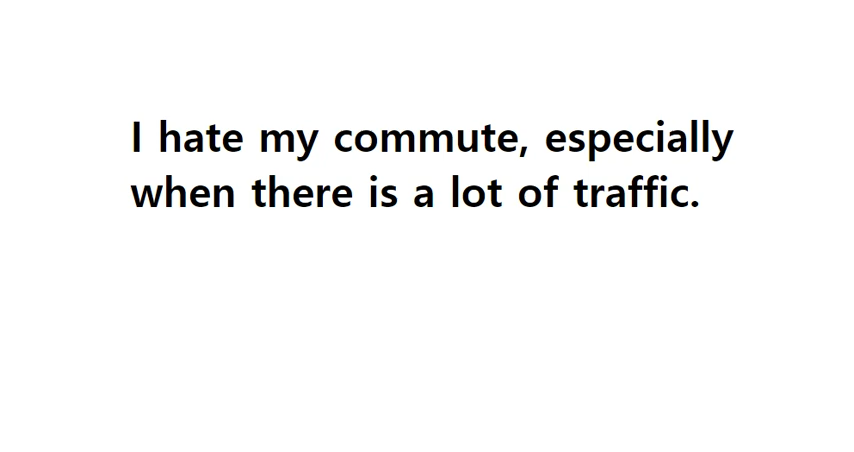 I hate my commute, especially
when there is a lot of traffic.